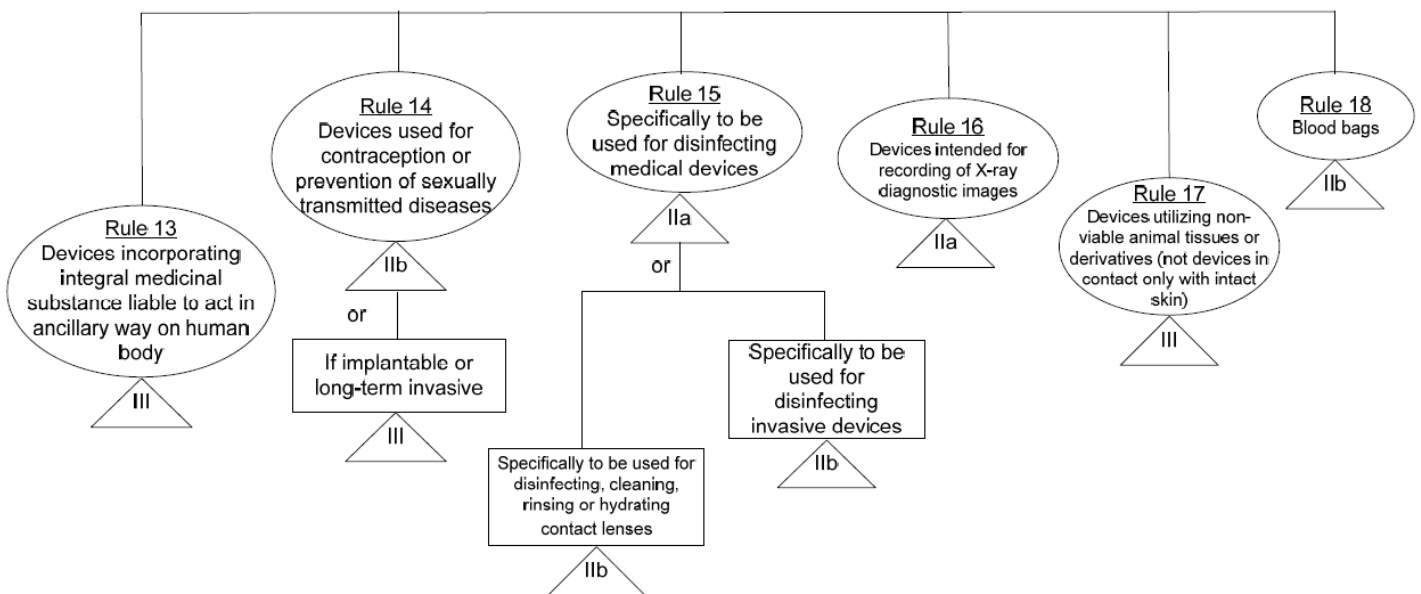 Rule 13
Devices incorporating
integral medicinal
substance liable to act in
ancillary way on human
body
III
Rule 14
Devices used for
contraception or
prevention of sexually
transmitted diseases
IIb
or
If implantable or
long-term invasive
III
Rule 15
Specifically to be
used for disinfecting
medical devices
IIa
or
Specifically to be used for
disinfecting, cleaning,
rinsing or hydrating
contact lenses
IIb
Specifically to be
used for
disinfecting
invasive devices
IIb
Rule 16
Devices intended for
recording of X-ray
diagnostic images
IIa
Rule 17
Devices utilizing non-
viable animal tissues or
derivatives (not devices in
contact only with intact
skin)
III
Rule 18
Blood bags
IIb